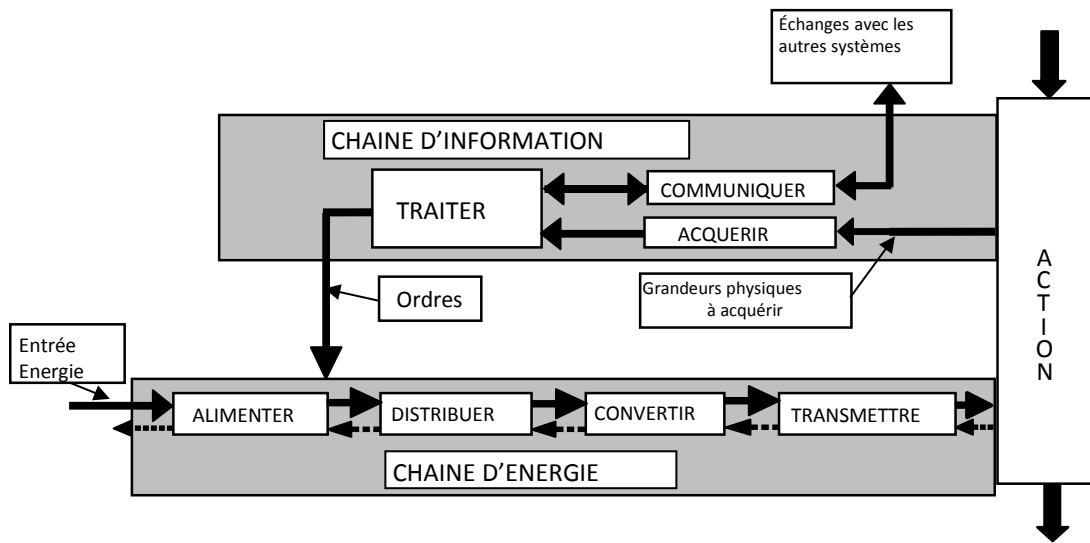 Échanges avec les
autres systèmes
CHAINE D'INFORMATION
TRAITER
COMMUNIQUER
ACQUERIR
Ordres
Grandeurs physiques
à acquérir
ACTION
Entrée
Energie
ALIMENTER
DISTRIBUER
CONVERTIR
TRANSMETTRE
CHAINE D'ENERGIE